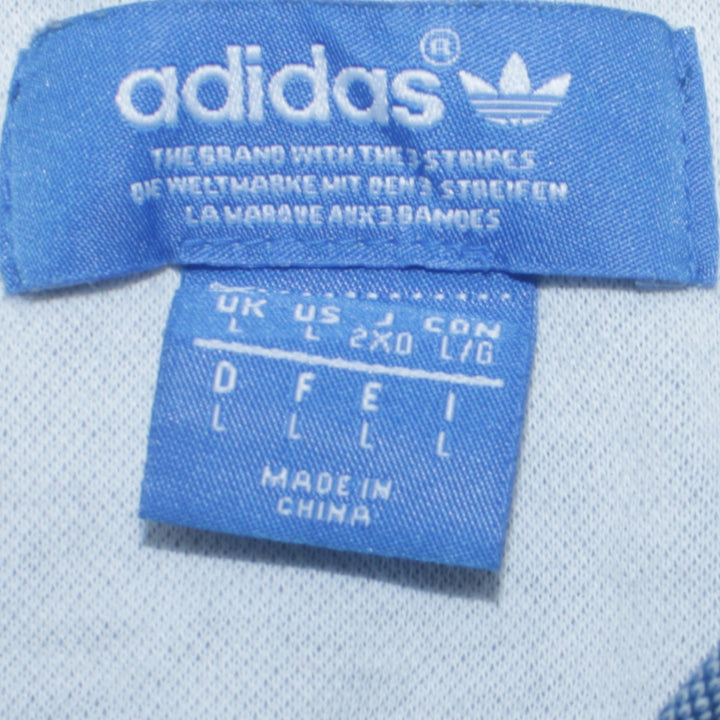 adidas®
THE BRAND WITH THE 3 STRIPES
DIE WELTMARKE MIT DEN 3 STREIFEN
LA MARQUE AUX 3 BANDES
UK US J CDN
L L 2XO L/G
D F E I
L L L L
MADE IN
CHINA